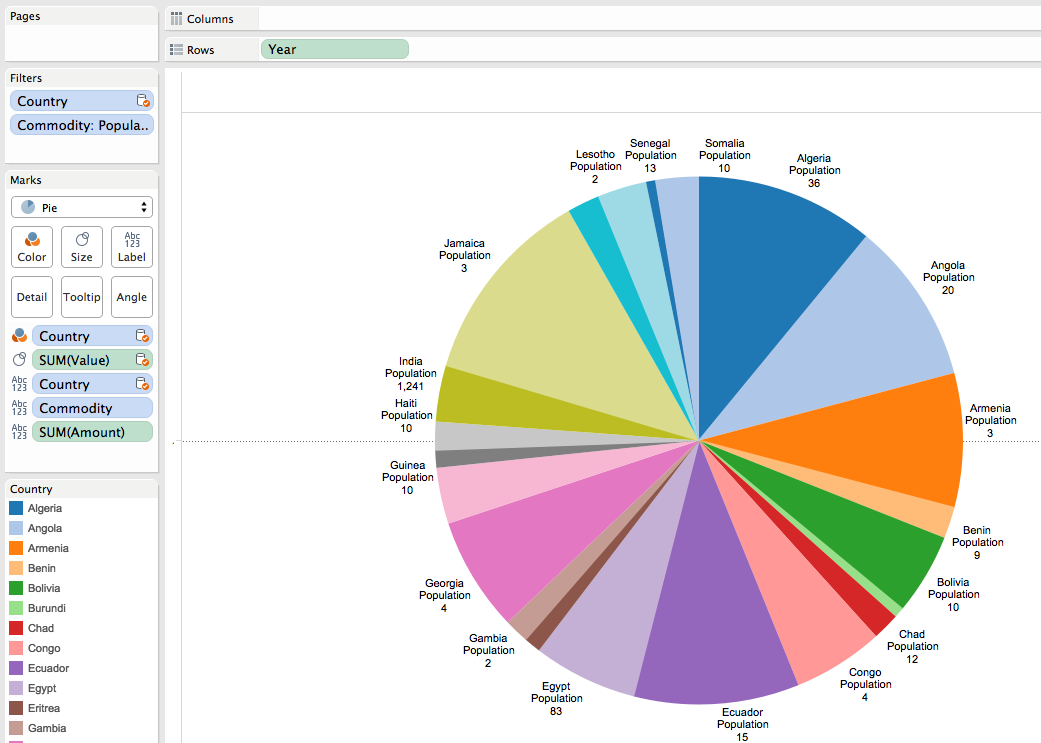 Pages
Columns
Rows
Year
Filters
Country
Commodity: Popula..
Marks
Pie
Color
Size
Abc
123
Label
Detail
Tooltip
Angle
Country
SUM(Value)
Abc
123
Country
Abc
123
Commodity
Abc
123
SUM(Amount)
Country
Algeria
Angola
Armenia
Benin
Bolivia
Burundi
Chad
Congo
Ecuador
Egypt
Eritrea
Gambia
Somalia
Population
10
Algeria
Population
36
Angola
Population
20
Armenia
Population
3
Benin
Population
9
Bolivia
Population
10
Chad
Population
12
Congo
Population
4
Ecuador
Population
15
Egypt
Population
83
Gambia
Population
2
Georgia
Population
4
Guinea
Population
10
Haiti
Population
10
India
Population
1,241
Jamaica
Population
3
Lesotho
Population
2
Senegal
Population
13